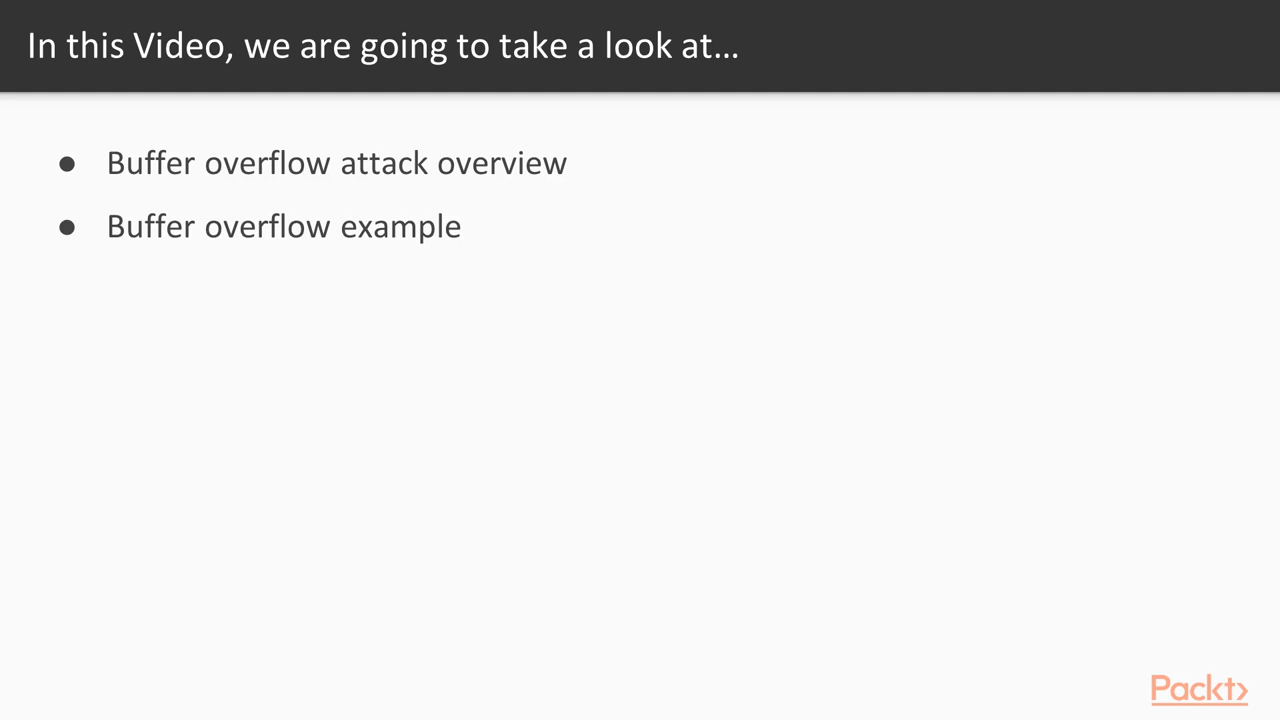 In this Video, we are going to take a look at...
● Buffer overflow attack overview
● Buffer overflow example
Packt>